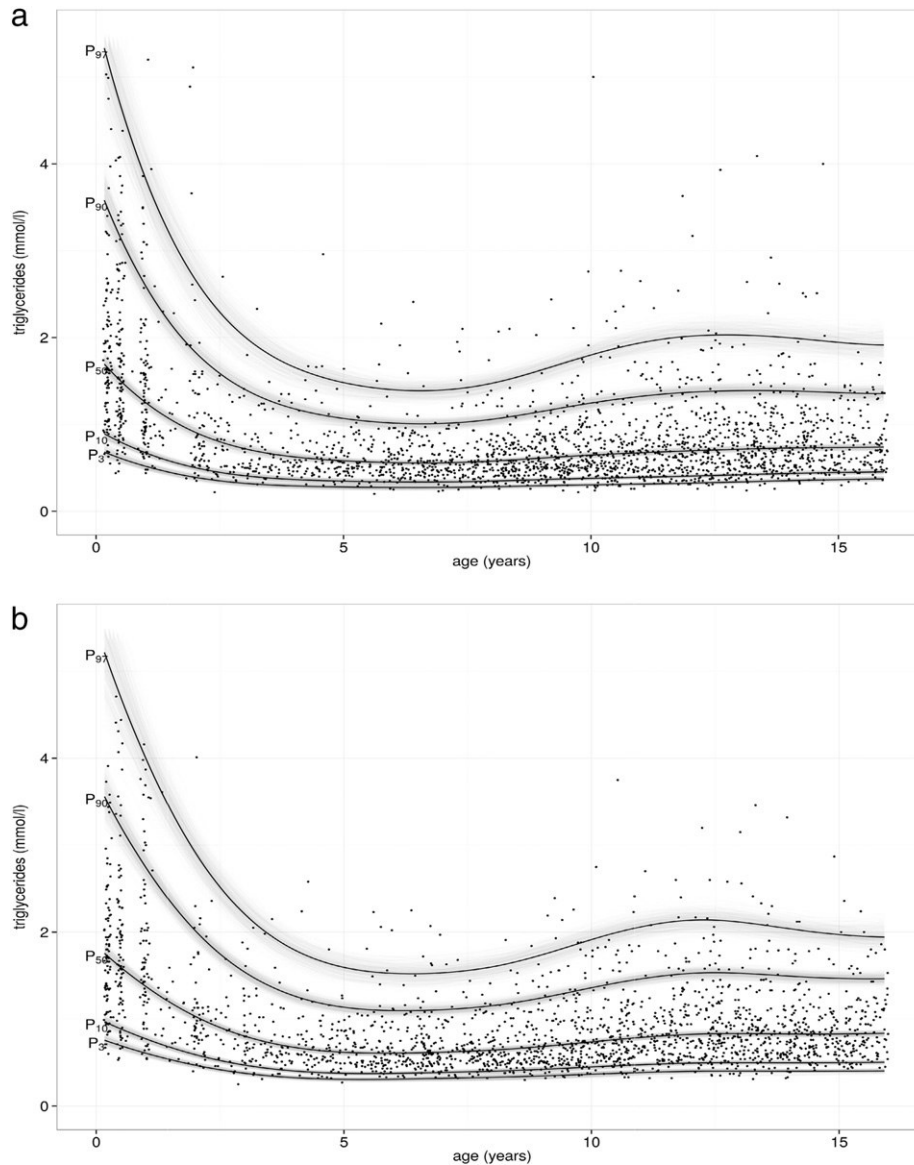 a
P97
P90
P50
P10
P3
triglycerides (mmol/l)
4
2
0
0 5 10 15
age (years)
b
P97
P90
P50
P10
P3
triglycerides (mmol/l)
4
2
0
0 5 10 15
age (years)